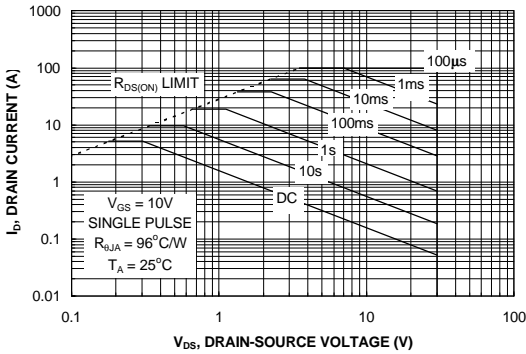 1000
100
10
1
0.1
0.01
I_D, DRAIN CURRENT (A)
R_DS(ON) LIMIT
100μs
1ms
10ms
100ms
1s
10s
DC
V_GS = 10V
SINGLE PULSE
R_θJA = 96°C/W
T_A = 25°C
0.1
1
10
100
V_DS, DRAIN-SOURCE VOLTAGE (V)